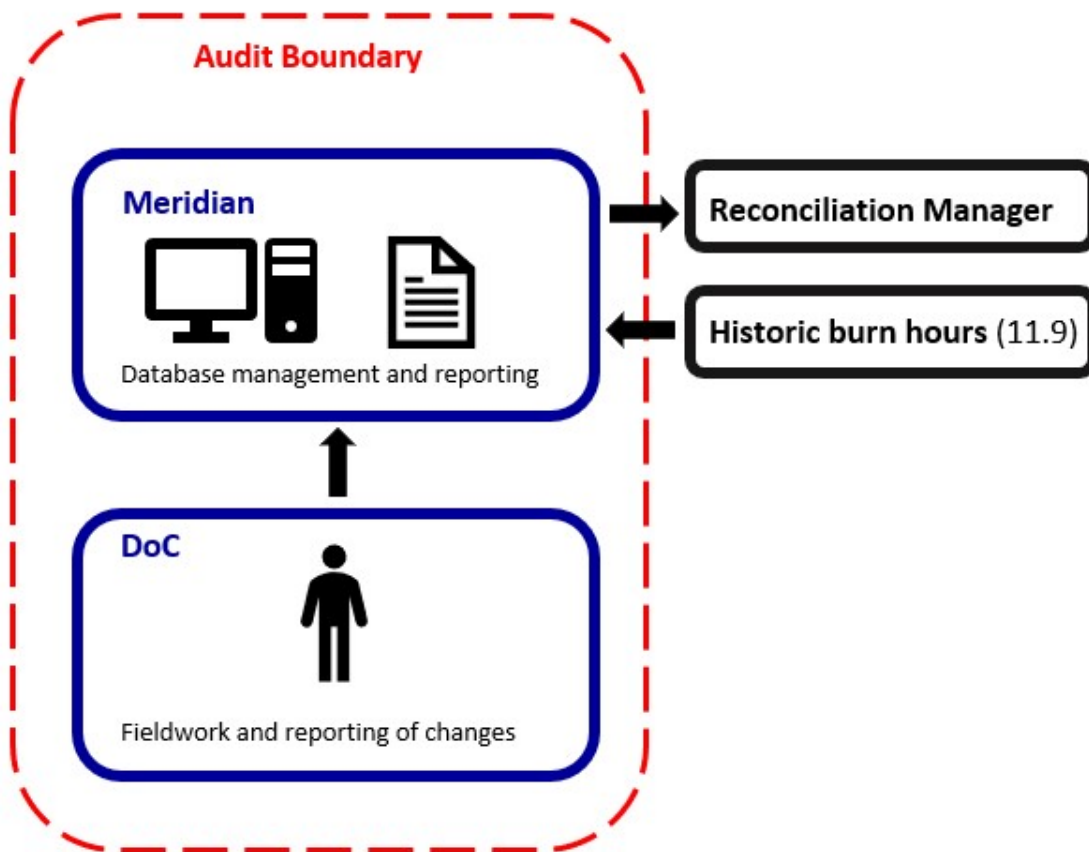 Audit Boundary
Meridian
Database management and reporting
Reconciliation Manager
Historic burn hours (11.9)
DoC
Fieldwork and reporting of changes